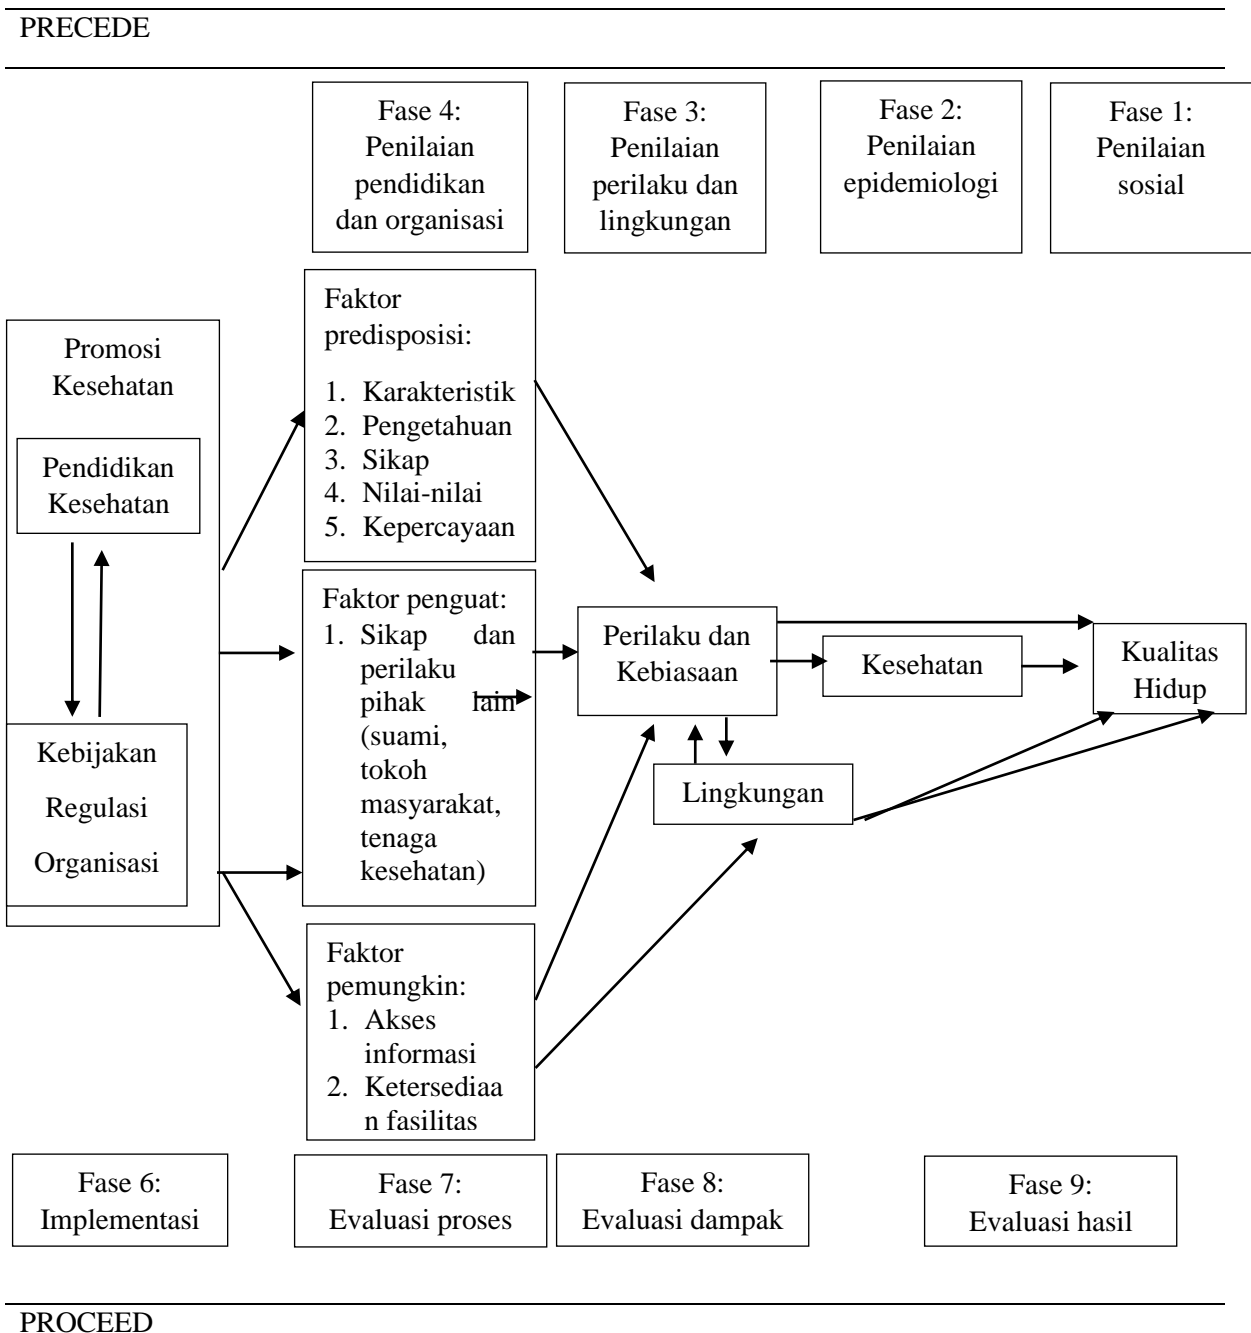 PRECEDE
Fase 4:
Penilaian
pendidikan
dan organisasi
Fase 3:
Penilaian
perilaku dan
lingkungan
Fase 2:
Penilaian
epidemiologi
Fase 1:
Penilaian
sosial
Promosi
Kesehatan
Pendidikan
Kesehatan
Kebijakan
Regulasi
Organisasi
Faktor
predisposisi:
1. Karakteristik
2. Pengetahuan
3. Sikap
4. Nilai-nilai
5. Kepercayaan
Faktor penguat:
1. Sikap dan
perilaku
pihak lain
(suami,
tokoh
masyarakat,
tenaga
kesehatan)
Faktor
pemungkin:
1. Akses
informasi
2. Ketersediaa
n fasilitas
Perilaku dan
Kebiasaan
Lingkungan
Kesehatan
Kualitas
Hidup
Fase 6:
Implementasi
Fase 7:
Evaluasi proses
Fase 8:
Evaluasi dampak
Fase 9:
Evaluasi hasil
PROCEED